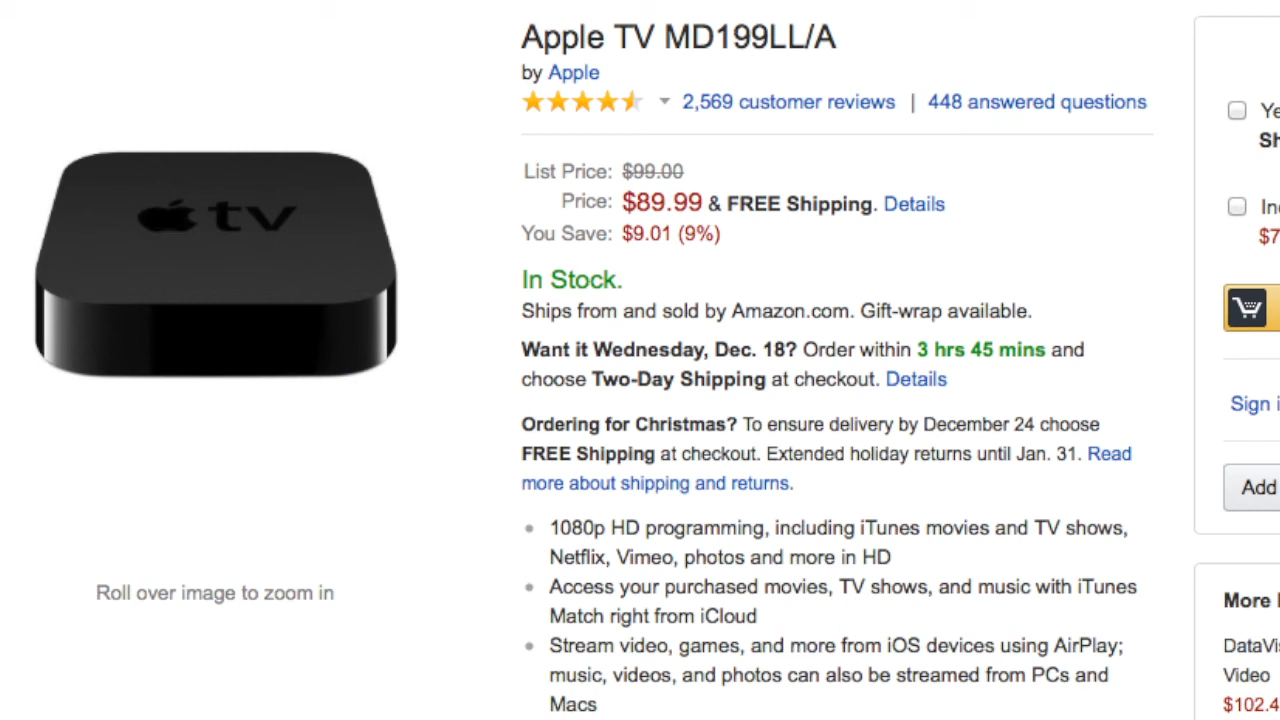 tv
Apple TV MD199LL/A
by Apple
2,569 customer reviews | 448 answered questions
List Price: $99.00
Price: $89.99 & FREE Shipping. Details
You Save: $9.01 (9%)
In Stock.
Ships from and sold by Amazon.com. Gift-wrap available.
Want it Wednesday, Dec. 18? Order within 3 hrs 45 mins and
choose Two-Day Shipping at checkout. Details
Ordering for Christmas? To ensure delivery by December 24 choose
FREE Shipping at checkout. Extended holiday returns until Jan. 31. Read
more about shipping and returns.
• 1080p HD programming, including iTunes movies and TV shows,
Netflix, Vimeo, photos and more in HD
• Access your purchased movies, TV shows, and music with iTunes
Match right from iCloud
• Stream video, games, and more from iOS devices using AirPlay;
music, videos, and photos can also be streamed from PCs and
Macs
Roll over image to zoom in
Sign
Add
More
Video
$102.4